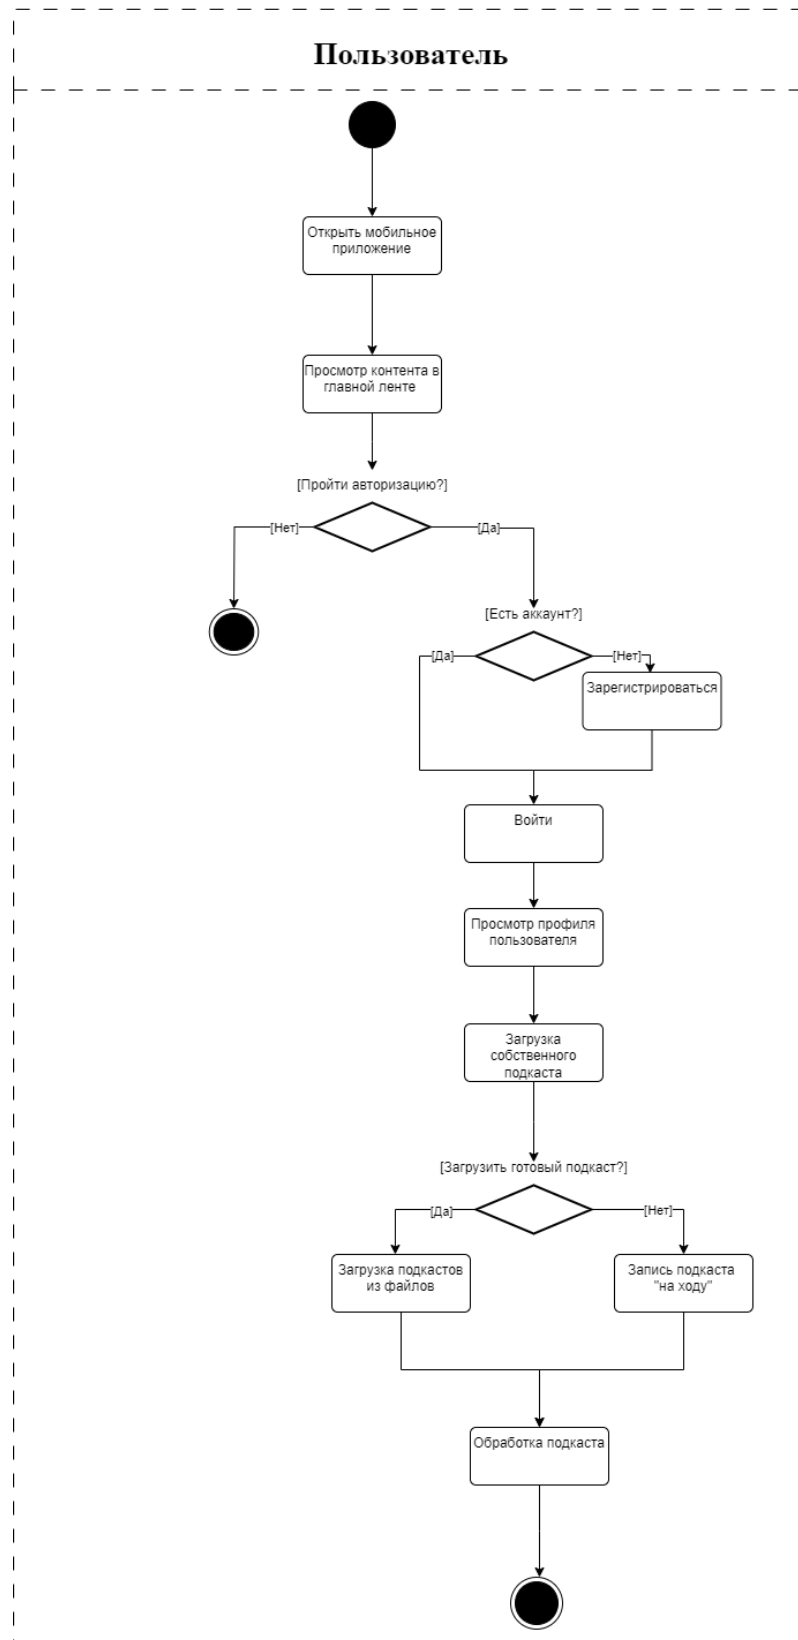 Пользователь
Открыть мобильное
приложение
Просмотр контента в
главной ленте
[Пройти авторизацию?]
[Нет]
[Да]
[Есть аккаунт?]
[Да]
[Нет]
Зарегистрироваться
Войти
Просмотр профиля
пользователя
Загрузка
собственного
подкаста
[Загрузить готовый подкаст?]
[Да]
[Нет]
Загрузка подкастов
из файлов
Запись подкаста
"на ходу"
Обработка подкаста